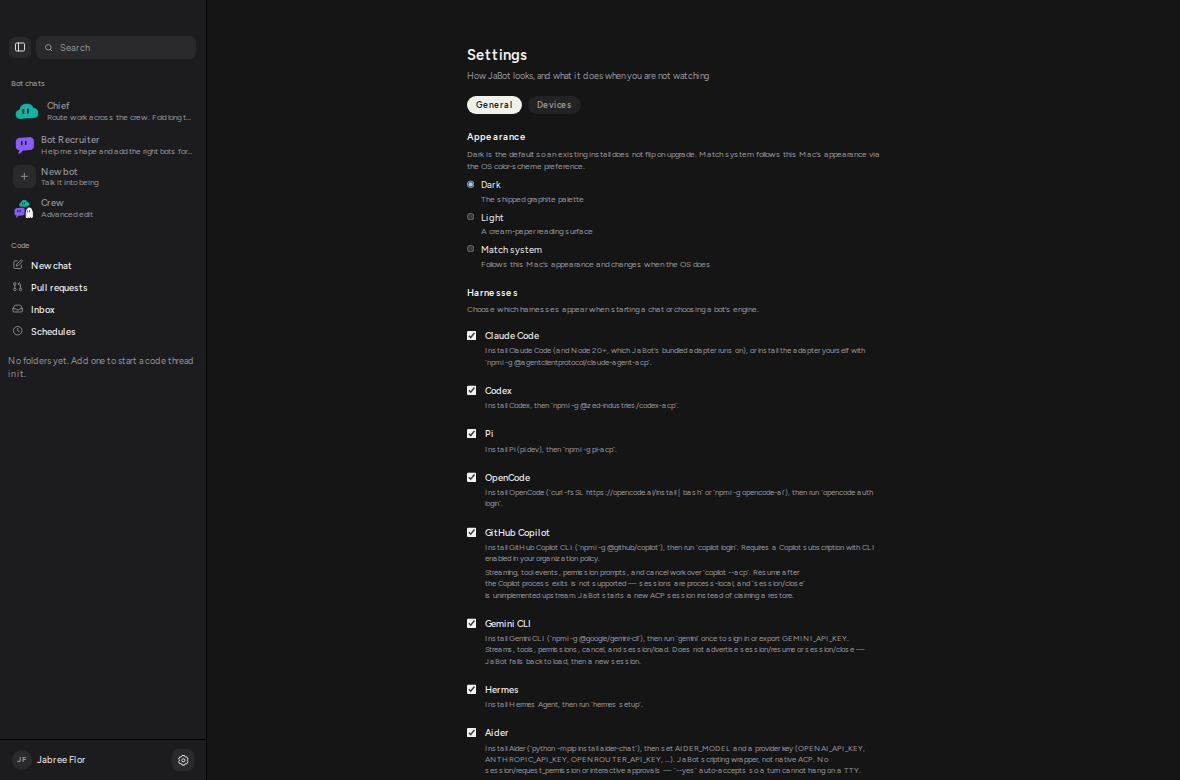 Search
Bot chats
Chief
Route work across the crew. Fold long t...
Bot Recruiter
Help me shape and add the right bots for...
New bot
Talk it into being
Crew
Advanced edit
Code
New chat
Pull requests
Inbox
Schedules
No folders yet. Add one to start a code thread
in it.
JF
Jabree Flor
Settings
How JaBot looks, and what it does when you are not watching
General
Devices
Appearance
Dark is the default so an existing install does not flip on upgrade. Match system follows this Mac's appearance via
the OS color-scheme preference.
Dark
The shipped graphite palette
Light
A cream-paper reading surface
Match system
Follows this Mac's appearance and changes when the OS does
Harnesses
Choose which harnesses appear when starting a chat or choosing a bot's engine.
Claude Code
Install Claude Code (and Node 20+, which JaBot's bundled adapter runs on), or install the adapter yourself with
`npm i -g @agentclientprotocol/claude-agent-acp`.
Codex
Install Codex, then `npm i -g @zed-industries/codex-acp`.
Pi
Install Pi (pi.dev), then `npm i -g pi-acp`.
OpenCode
Install OpenCode (`curl -fsSL https://opencode.ai/install | bash` or `npm i -g opencode-ai`), then run `opencode auth
login`.
GitHub Copilot
Install GitHub Copilot CLI (`npm i -g @github/copilot`), then run `copilot login`. Requires a Copilot subscription with CLI
enabled in your organization policy.
Streaming, tool events, permission prompts, and cancel work over `copilot --acp`. Resume after
the Copilot process exits is not supported — sessions are process-local, and `session/close`
is unimplemented upstream. JaBot starts a new ACP session instead of claiming a restore.
Gemini CLI
Install Gemini CLI (`npm i -g @google/gemini-cli`), then run `gemini` once to sign in or export GEMINI_API_KEY.
Streams, tools, permissions, cancel, and session/load. Does not advertise session/resume or session/close —
JaBot falls back to load, then a new session.
Hermes
Install Hermes Agent, then run `hermes setup`.
Aider
Install Aider (`python -m pip install aider-chat`), then set AIDER_MODEL and a provider key (OPENAI_API_KEY,
ANTHROPIC_API_KEY, OPENROUTER_API_KEY, …). JaBot scripting wrapper, not native ACP. No
session/request_permission or interactive approvals — `--yes` auto-accepts so a turn cannot hang on a TTY.